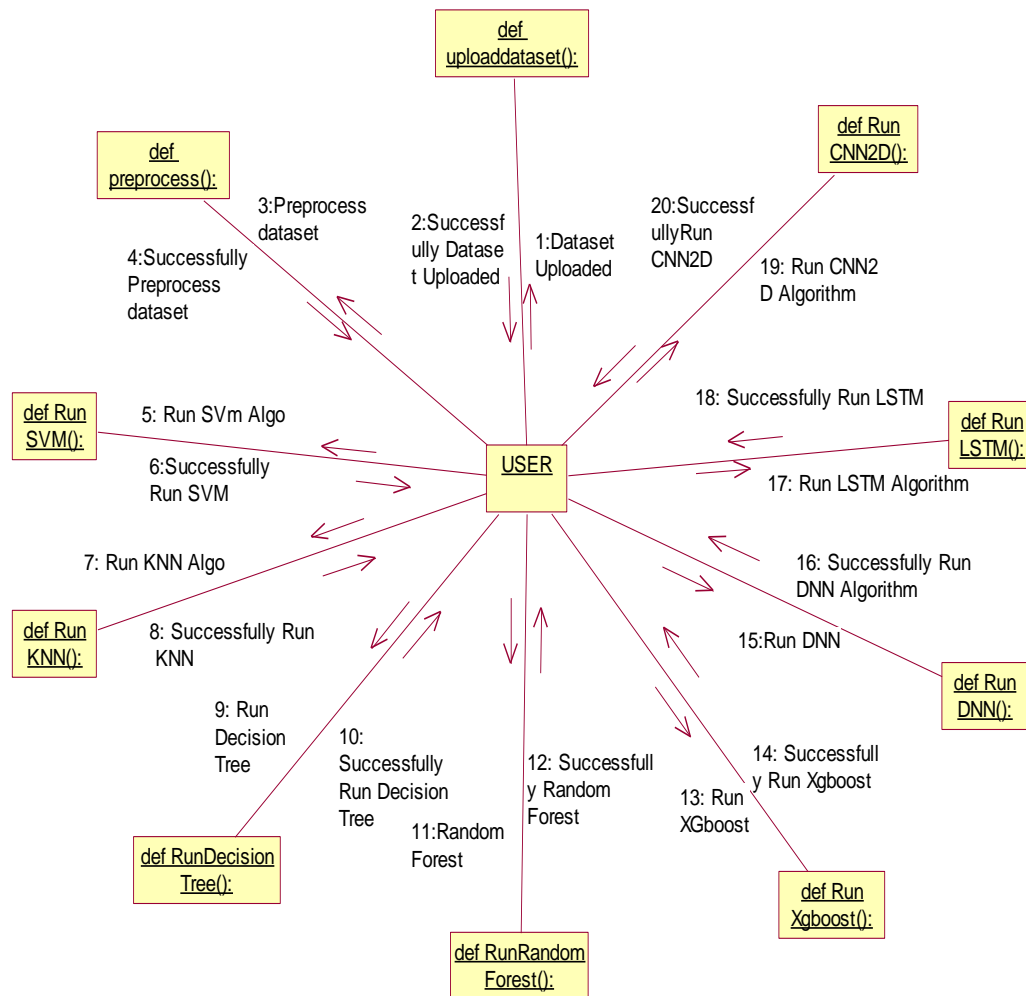 def
uploaddataset():
def Run
CNN2D():
def
preprocess():
3:Preprocess
dataset
4:Successfully
Preprocess
dataset
2:Successf
ully Datase
t Uploaded
1:Dataset
Uploaded
20:Successf
ullyRun
CNN2D
19: Run CNN2
D Algorithm
def Run
SVM():
5: Run SVm Algo
6:Successfully
Run SVM
USER
18: Successfully Run LSTM
def Run
LSTM():
17: Run LSTM Algorithm
7: Run KNN Algo
def Run
KNN():
8: Successfully Run
KNN
16: Successfully Run
DNN Algorithm
15:Run DNN
def Run
DNN():
9: Run
Decision
Tree
10:
Successfully
Run Decision
Tree
11:Random
Forest
12: Successfull
y Random
Forest
13: Run
XGboost
14: Successfull
y Run Xgboost
def RunDecision
Tree():
def RunRandom
Forest():
def Run
Xgboost():